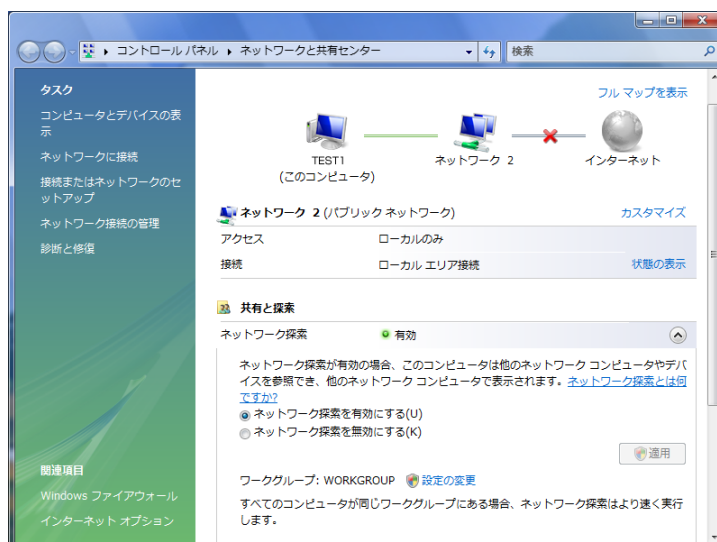 コントロール パネル ▸ ネットワークと共有センター
検索
タスク
コンピュータとデバイスの表
示
ネットワークに接続
接続またはネットワークのセ
ットアップ
ネットワーク接続の管理
診断と修復
関連項目
Windows ファイアウォール
インターネット オプション
フル マップを表示
TEST1
(このコンピュータ)
ネットワーク 2
インターネット
ネットワーク 2 (パブリック ネットワーク)
カスタマイズ
アクセス
ローカルのみ
接続
ローカル エリア接続
状態の表示
共有と探索
ネットワーク探索
有効
ネットワーク探索が有効の場合、このコンピュータは他のネットワーク コンピュータやデバ
イスを参照でき、他のネットワーク コンピュータで表示されます。ネットワーク探索とは何
ですか?
ネットワーク探索を有効にする(U)
ネットワーク探索を無効にする(K)
適用
ワークグループ: WORKGROUP 設定の変更
すべてのコンピュータが同じワークグループにある場合、ネットワーク探索はより速く実行
します。